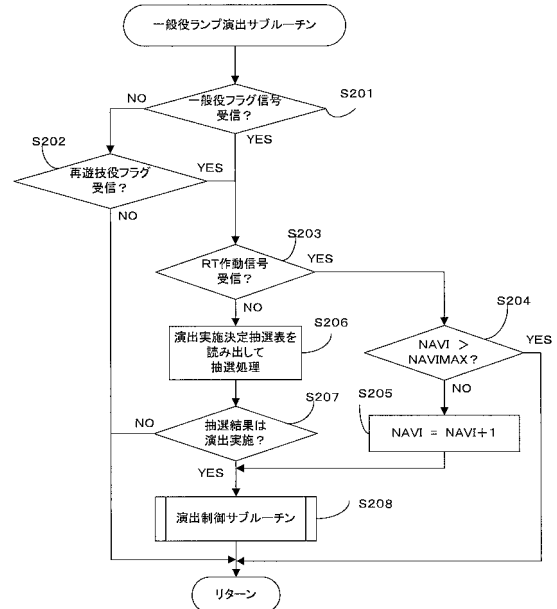 一般役ランプ演出サブルーチン
S201
NO
一般役フラグ信号
受信？
YES
S202
再遊技役フラグ
受信？
YES
NO
S203
RT作動信号
受信？
YES
NO
S204
S206
演出実施決定抽選表を
読み出して
抽選処理
NAVI ＞
NAVIMAX？
YES
NO
S207
S205
NO
抽選結果は
演出実施？
NAVI = NAVI+1
YES
S208
演出制御サブルーチン
リターン